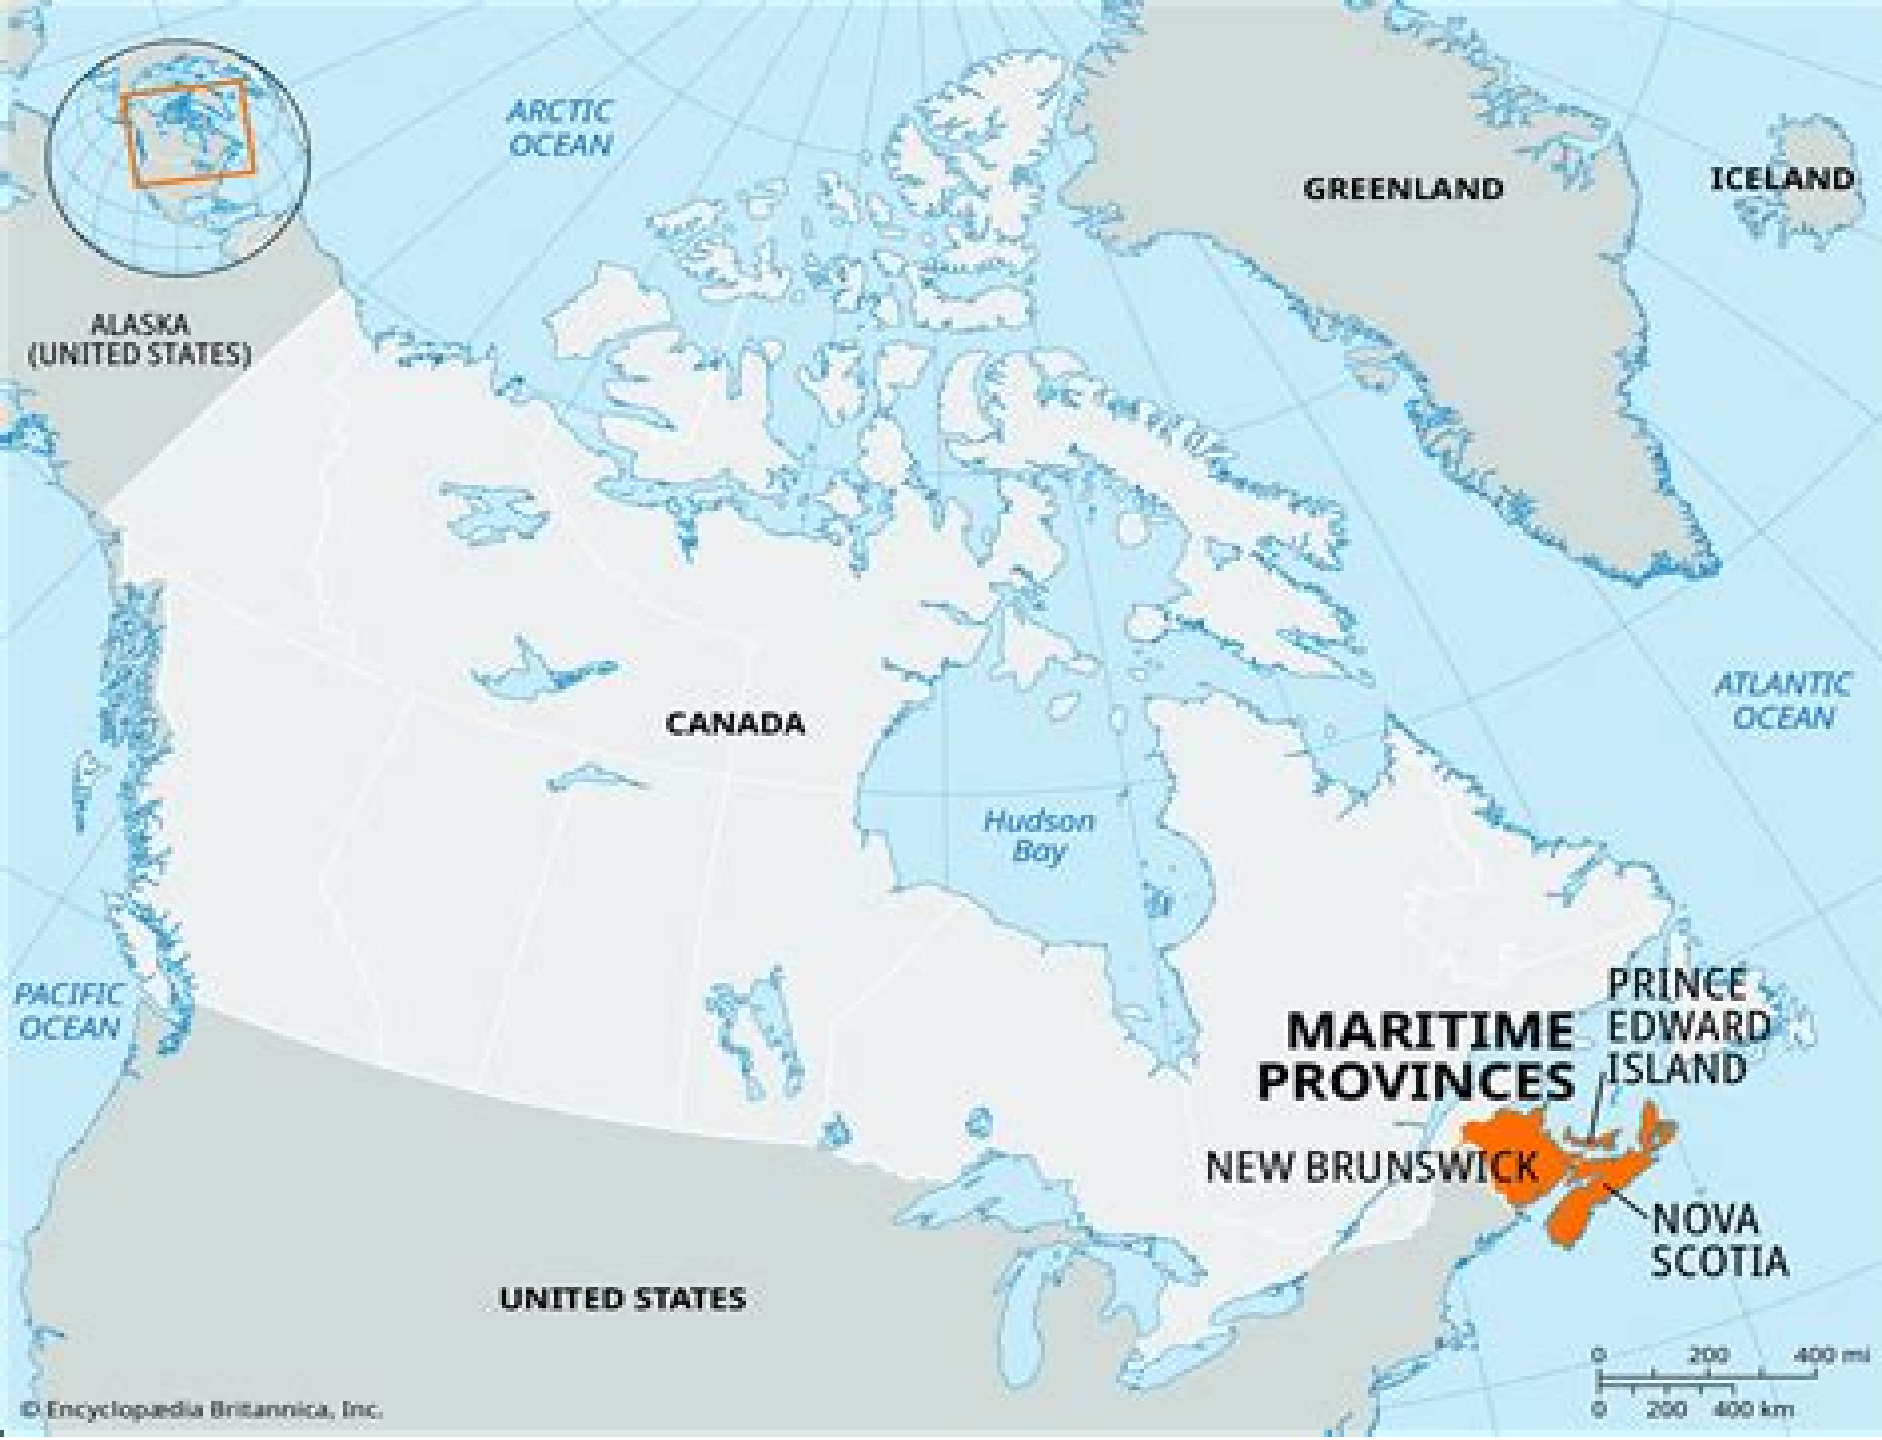 ARCTIC
OCEAN
GREENLAND
ICELAND
ALASKA
(UNITED STATES)
CANADA
ATLANTIC
OCEAN
Hudson
Bay
PACIFIC
OCEAN
PRINCE
EDWARD
ISLAND
MARITIME
PROVINCES
NEW BRUNSWICK
NOVA
SCOTIA
UNITED STATES
0 200 400 mi
0 200 400 km
© Encyclopædia Britannica, Inc.